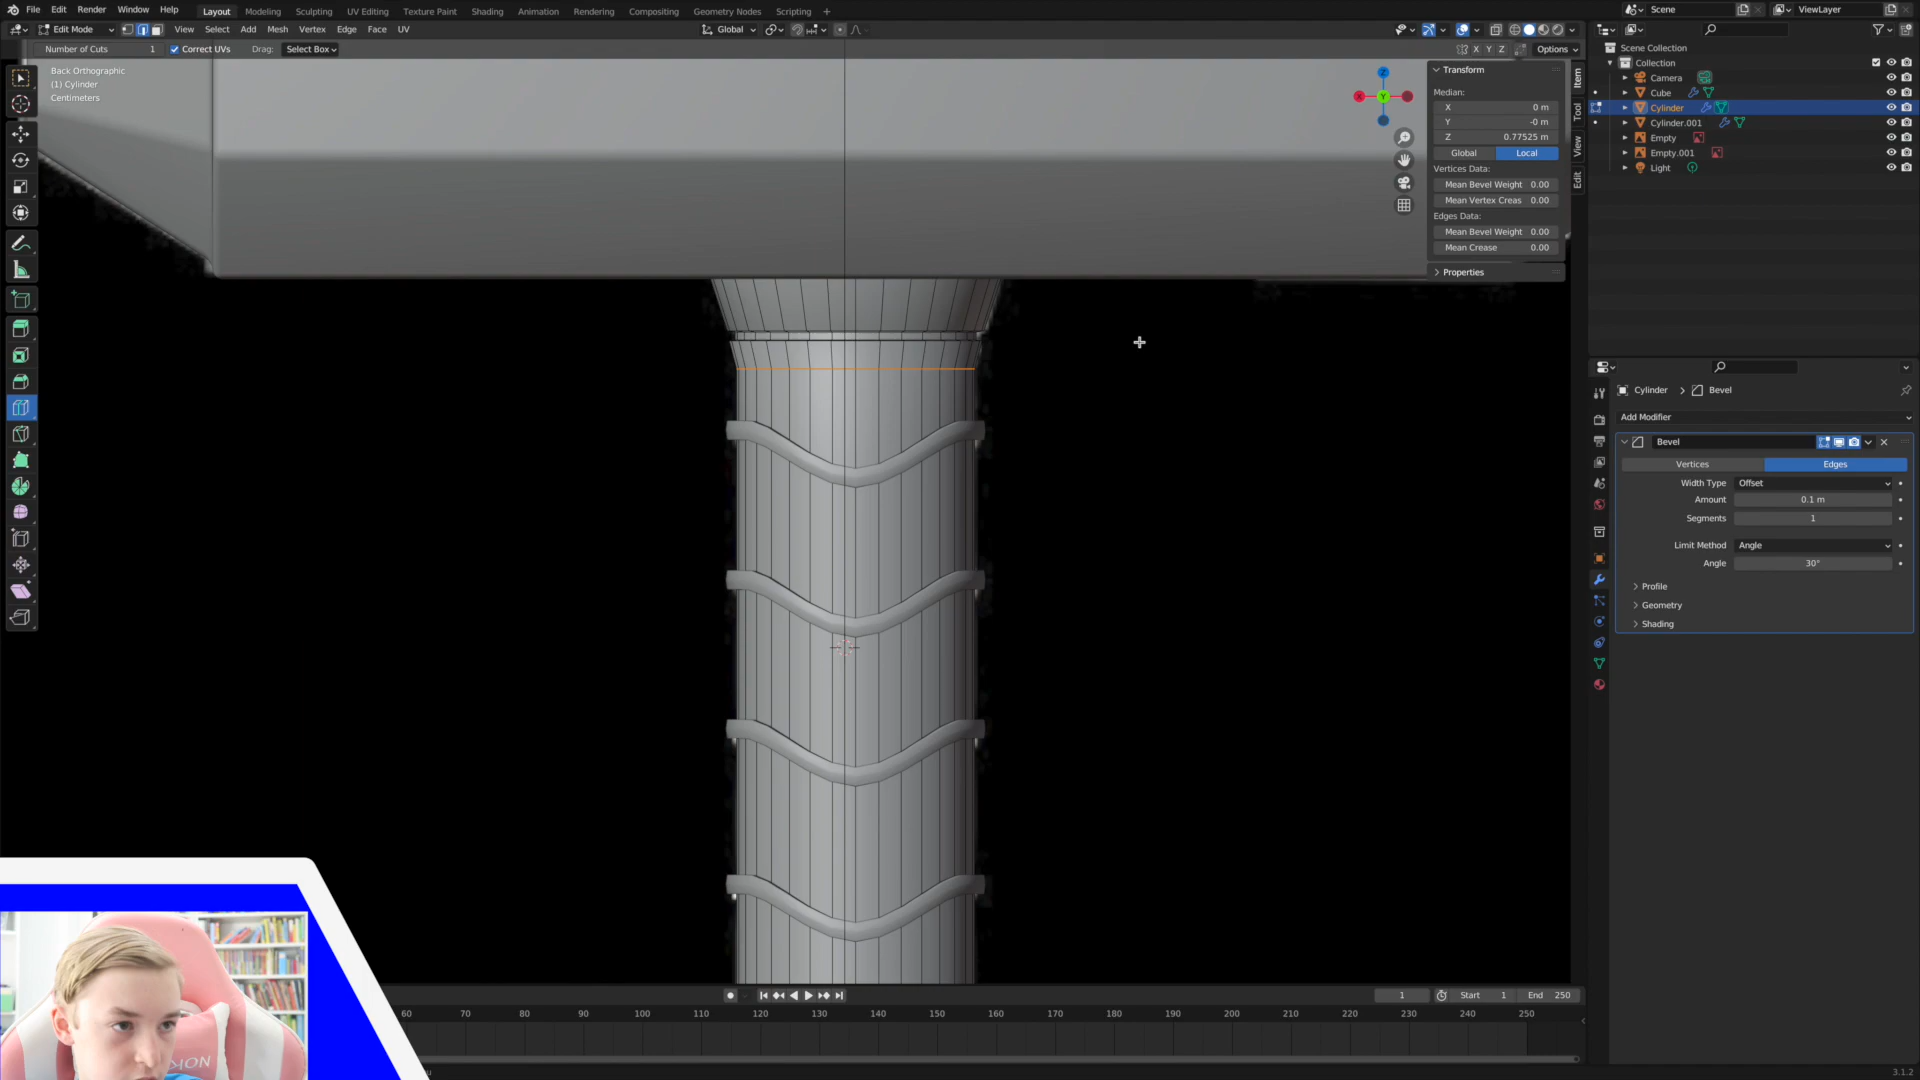 File Edit Render Window Help Layout Modeling Sculpting UV Editing Texture Paint Shading Animation Rendering Compositing Geometry Nodes Scripting + Scene ViewLayer
Edit Mode View Select Add Mesh Vertex Edge Face UV Global
Number of Cuts 1 Correct UVs Drag: Select Box X Y Z Options
Back Orthographic
(1) Cylinder
Centimeters
Z
X Y
Transform
Median:
X 0 m
Y -0 m
Z 0.77525 m
Global Local
Vertices Data:
Mean Bevel Weight 0.00
Mean Vertex Creas 0.00
Edges Data:
Mean Bevel Weight 0.00
Mean Crease 0.00
Properties
Item
Tool
View
Edit
Scene Collection
Collection
Camera
Cube
Cylinder
Cylinder.001
Empty
Empty.001
Light
Cylinder Bevel
Add Modifier
Bevel
Vertices Edges
Width Type Offset
Amount 0.1 m
Segments 1
Limit Method Angle
Angle 30°
Profile
Geometry
Shading
1 Start 1 End 250
60 70 80 90 100 110 120 130 140 150 160 170 180 190 200 210 220 230 240 250
3.1.2
NOKI